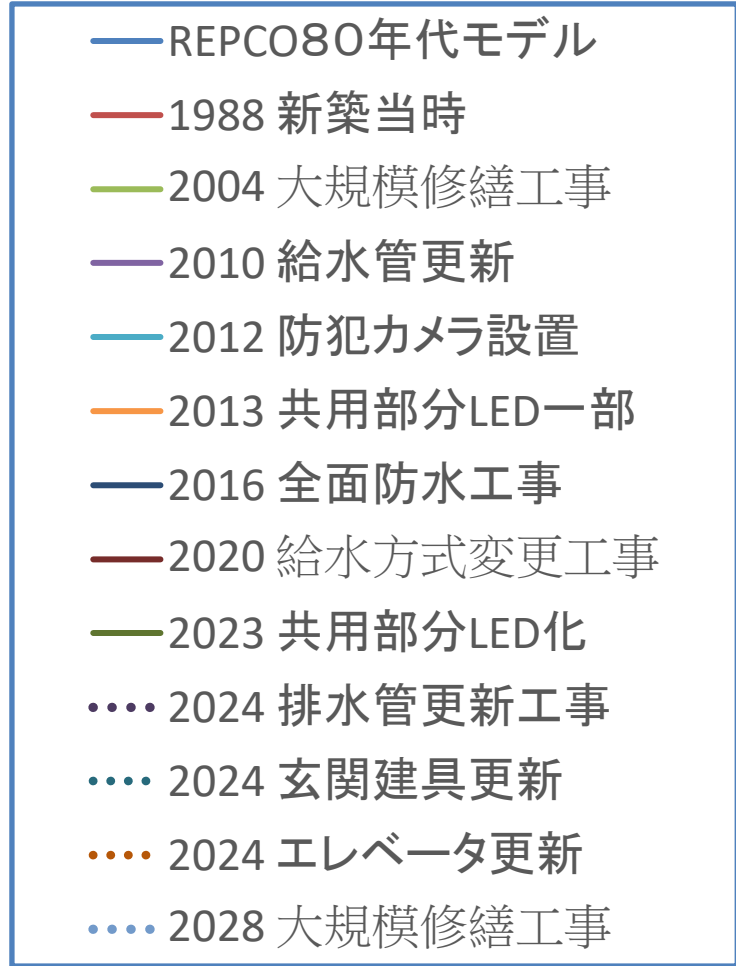 REPCO８０年代モデル
1988 新築当時
2004 大規模修繕工事
2010 給水管更新
2012 防犯カメラ設置
2013 共用部分LED一部
2016 全面防水工事
2020 給水方式変更工事
2023 共用部分LED化
2024 排水管更新工事
2024 玄関建具更新
2024 エレベータ更新
2028 大規模修繕工事